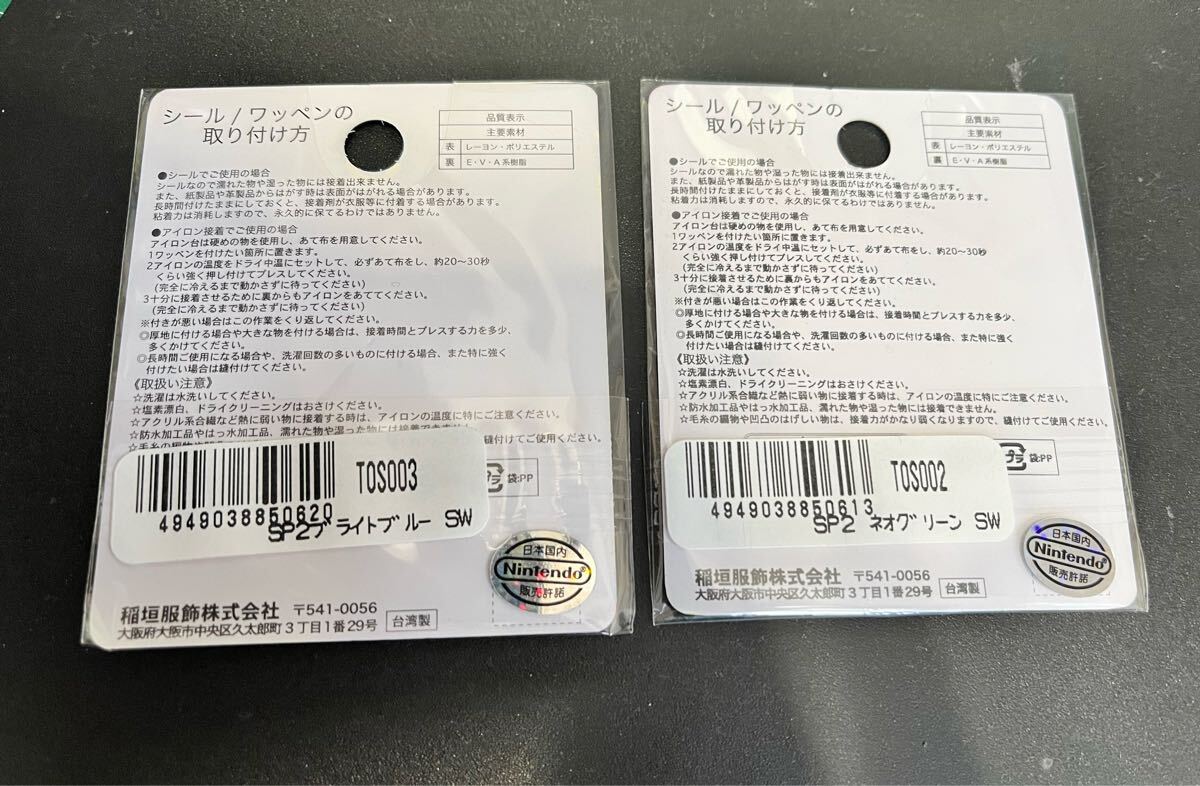 シール/ワッペンの
取り付け方
品質表示
主要素材
表 レーヨン・ポリエステル
裏 E・V・A系樹脂
●シールでご使用の場合
シールなので濡れた物や湿った物には接着出来ません。
また、紙製品や革製品からはがす時は表面がはがれる場合があります。
長時間付けたままにしておくと、接着剤が衣服等に付着する場合があります。
粘着力は消耗しますので、永久的に保てるわけではありません。
●アイロン接着でご使用の場合
アイロン台は硬めの物を使用し、あて布を用意してください。
1ワッペンを付けたい箇所に置きます。
2アイロンの温度をドライ中温にセットして、必ずあて布をし、約20〜30秒
くらい強く押し付けてプレスしてください。
(完全に冷えるまで動かさずに待ってください)
3十分に接着させるために裏からもアイロンをあててください。
(完全に冷えるまで動かさずに待ってください)
※付きが悪い場合はこの作業をくり返してください。
◎厚地に付ける場合や大きな物を付ける場合は、接着時間とプレスする力を多少、
多くかけてください。
◎長時間ご使用になる場合や、洗濯回数の多いものに付ける場合、また特に強く
付けたい場合は縫付けてください。
《取扱い注意》
☆洗濯は水洗いしてください。
☆塩素漂白、ドライクリーニングはおさけください。
☆アクリル系合繊など熱に弱い物に接着する時は、アイロンの温度に特にご注意ください。
☆防水加工品やはっ水加工品、濡れた物や湿った物には接着できません。
☆毛糸の編物や
縫付けてご使用ください。
TOS003
4949038850620
SP2ブライトブルー SW
プラ 袋:PP
日本国内
Nintendo®
販売許諾
稲垣服飾株式会社 〒541-0056
大阪府大阪市中央区久太郎町3丁目1番29号
台湾製
シール/ワッペンの
取り付け方
品質表示
主要素材
表 レーヨン・ポリエステル
裏 E・V・A系樹脂
●シールでご使用の場合
シールなので濡れた物や湿った物には接着出来ません。
また、紙製品や革製品からはがす時は表面がはがれる場合があります。
長時間付けたままにしておくと、接着剤が衣服等に付着する場合があります。
粘着力は消耗しますので、永久的に保てるわけではありません。
●アイロン接着でご使用の場合
アイロン台は硬めの物を使用し、あて布を用意してください。
1ワッペンを付けたい箇所に置きます。
2アイロンの温度をドライ中温にセットして、必ずあて布をし、約20〜30秒
くらい強く押し付けてプレスしてください。
(完全に冷えるまで動かさずに待ってください)
3十分に接着させるために裏からもアイロンをあててください。
(完全に冷えるまで動かさずに待ってください)
※付きが悪い場合はこの作業をくり返してください。
◎厚地に付ける場合や大きな物を付ける場合は、接着時間とプレスする力を多少、
多くかけてください。
◎長時間ご使用になる場合や、洗濯回数の多いものに付ける場合、また特に強く
付けたい場合は縫付けてください。
《取扱い注意》
☆洗濯は水洗いしてください。
☆塩素漂白、ドライクリーニングはおさけください。
☆アクリル系合繊など熱に弱い物に接着する時は、アイロンの温度に特にご注意ください。
☆防水加工品やはっ水加工品、濡れた物や湿った物には接着できません。
☆毛糸の編物や凹凸のはげしい物は、接着力がかなり弱くなりますので、縫付けてご使用ください。
TOS002
4949038850613
SP2 ネオグリーン SW
プラ 袋:PP
日本国内
Nintendo®
販売許諾
稲垣服飾株式会社 〒541-0056
大阪府大阪市中央区久太郎町3丁目1番29号
台湾製